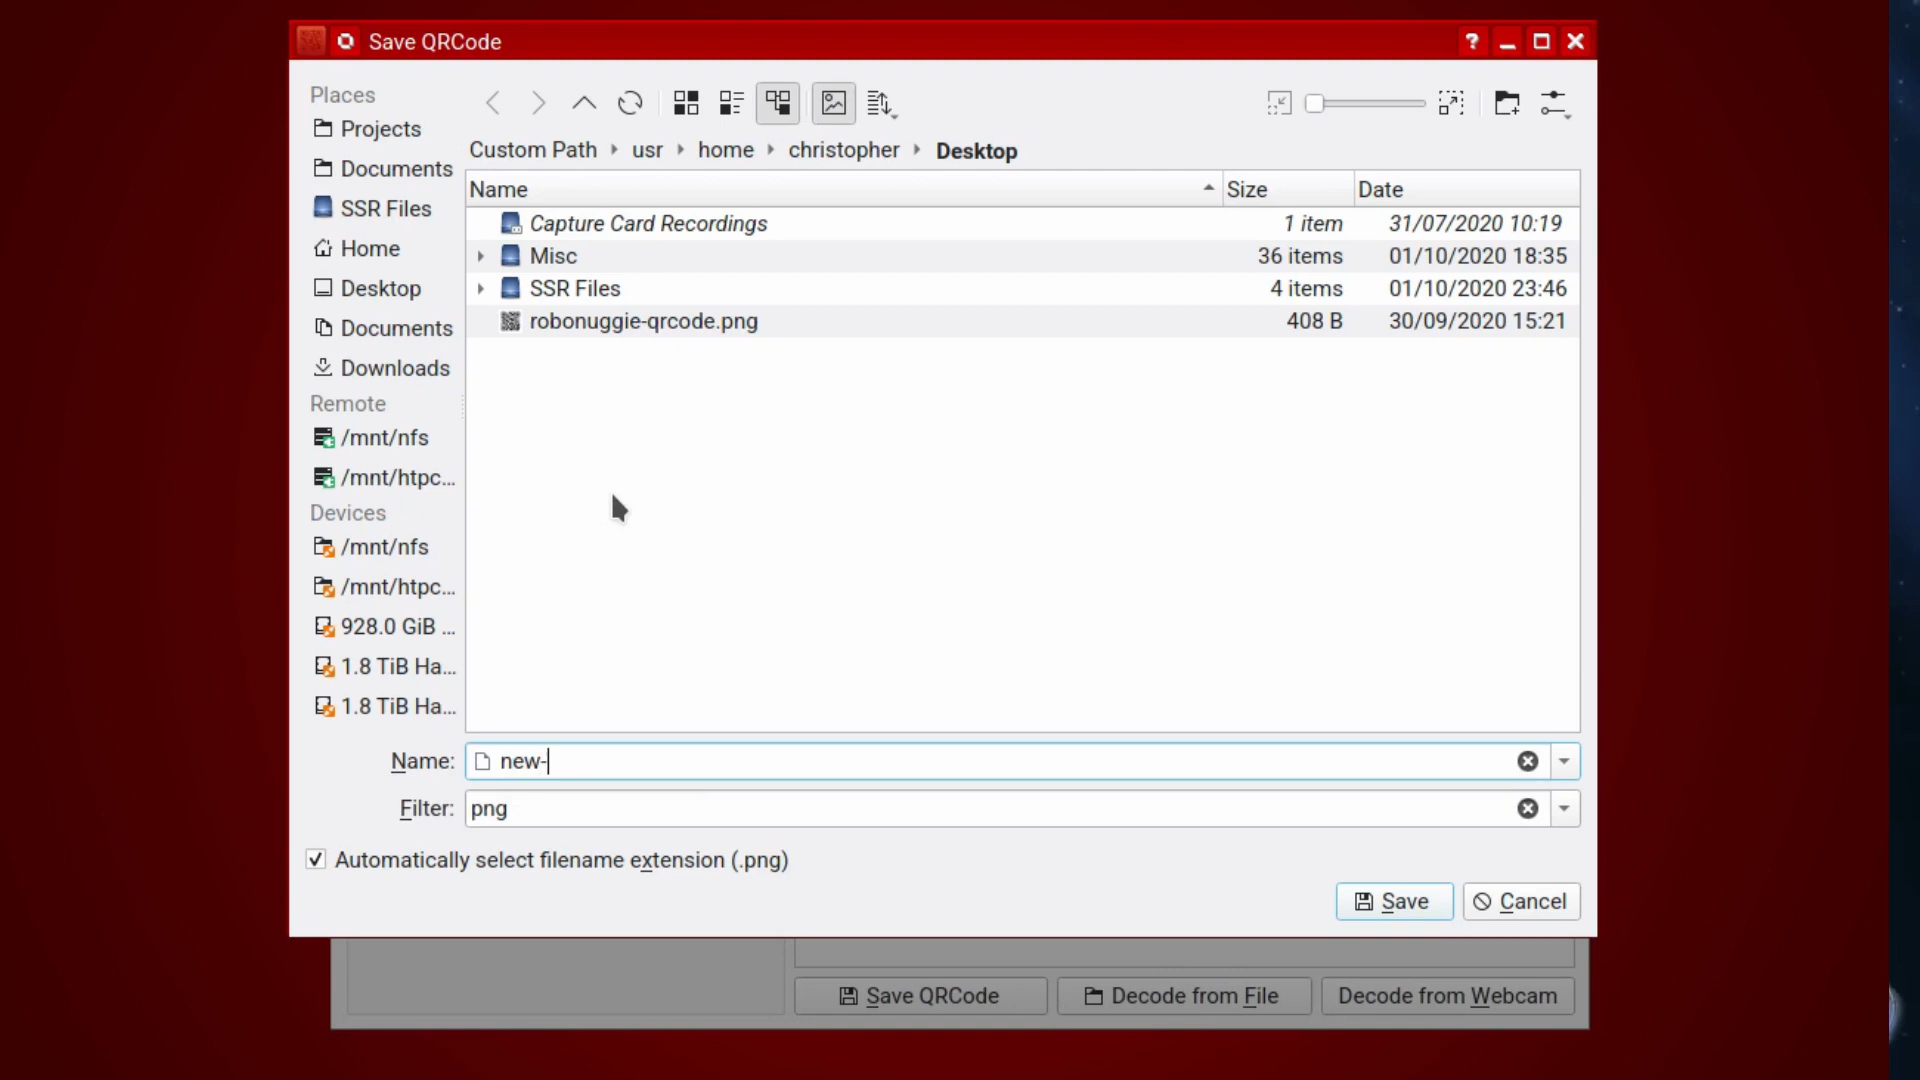 Save QRCode
?
Places
Projects
Documents
SSR Files
Home
Desktop
Documents
Downloads
Remote
/mnt/nfs
/mnt/htpc...
Devices
/mnt/nfs
/mnt/htpc...
928.0 GiB ...
1.8 TiB Ha...
1.8 TiB Ha...
Custom Path usr home christopher Desktop
Name Size Date
Capture Card Recordings 1 item 31/07/2020 10:19
Misc 36 items 01/10/2020 18:35
SSR Files 4 items 01/10/2020 23:46
robonuggie-qrcode.png 408 B 30/09/2020 15:21
Name: new-
Filter: png
Automatically select filename extension (.png)
Save Cancel
Save QRCode Decode from File Decode from Webcam